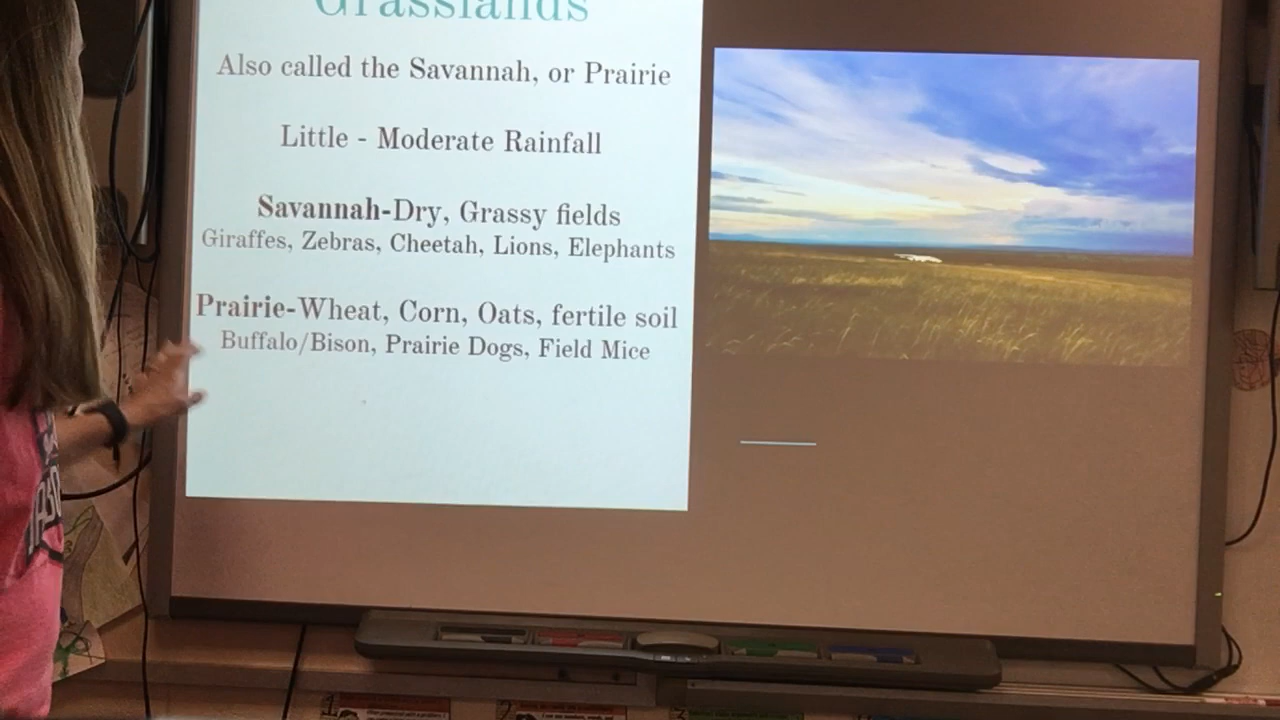 Grasslands
Also called the Savannah, or Prairie
Little - Moderate Rainfall
Savannah-Dry, Grassy fields
Giraffes, Zebras, Cheetah, Lions, Elephants
Prairie-Wheat, Corn, Oats, fertile soil
Buffalo/Bison, Prairie Dogs, Field Mice